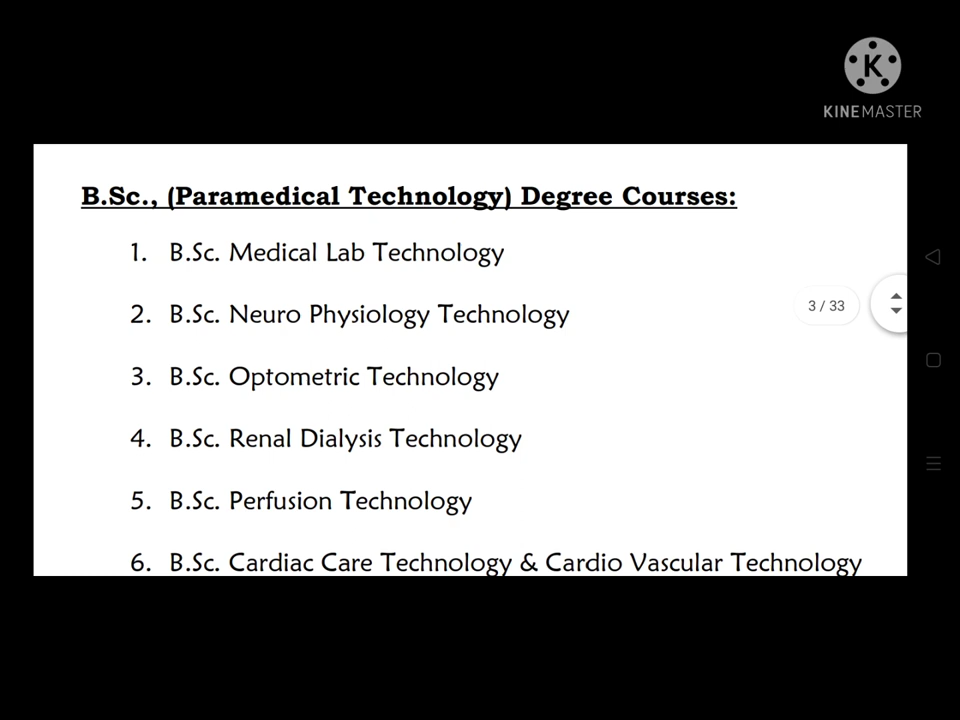 K
KINEMASTER
B.Sc., (Paramedical Technology) Degree Courses:
1. B.Sc. Medical Lab Technology
2. B.Sc. Neuro Physiology Technology
3 / 33
3. B.Sc. Optometric Technology
4. B.Sc. Renal Dialysis Technology
5. B.Sc. Perfusion Technology
6. B.Sc. Cardiac Care Technology & Cardio Vascular Technology